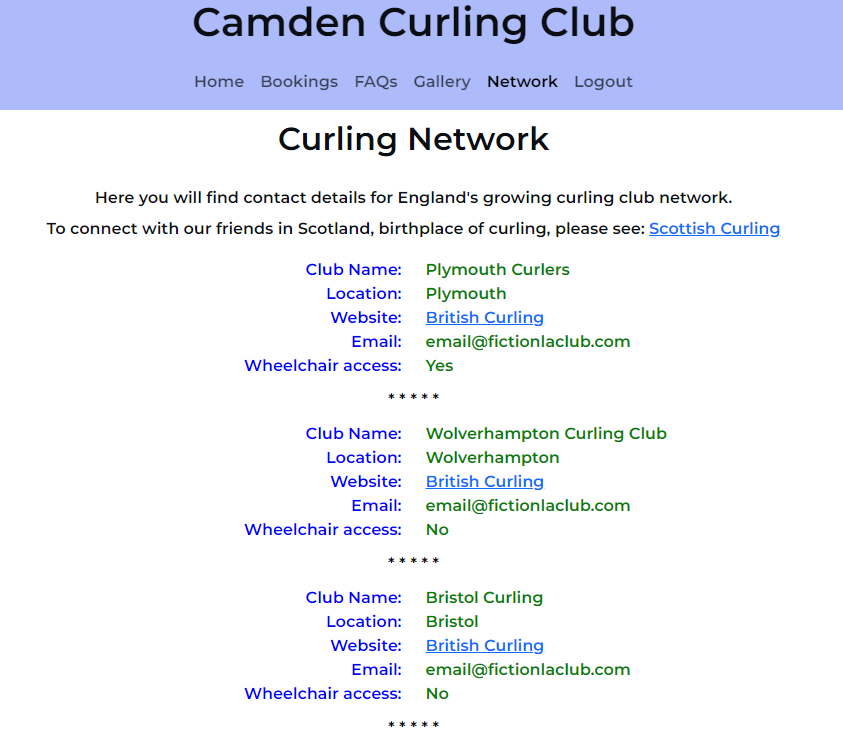 Camden Curling Club
Home Bookings FAQs Gallery Network Logout
Curling Network
Here you will find contact details for England's growing curling club network.
To connect with our friends in Scotland, birthplace of curling, please see: Scottish Curling
Club Name: Plymouth Curlers
Location: Plymouth
Website: British Curling
Email: email@fictionlaclub.com
Wheelchair access: Yes
* * * * *
Club Name: Wolverhampton Curling Club
Location: Wolverhampton
Website: British Curling
Email: email@fictionlaclub.com
Wheelchair access: No
* * * * *
Club Name: Bristol Curling
Location: Bristol
Website: British Curling
Email: email@fictionlaclub.com
Wheelchair access: No
* * * * *